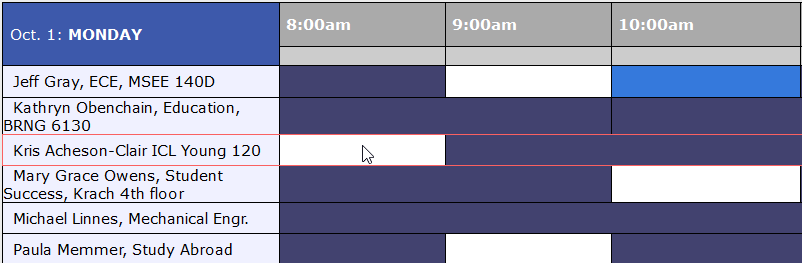 Oct. 1: MONDAY
8:00am
9:00am
10:00am
Jeff Gray, ECE, MSEE 140D
Kathryn Obenchain, Education,
BRNG 6130
Kris Acheson-Clair ICL Young 120
Mary Grace Owens, Student
Success, Krach 4th floor
Michael Linnes, Mechanical Engr.
Paula Memmer, Study Abroad